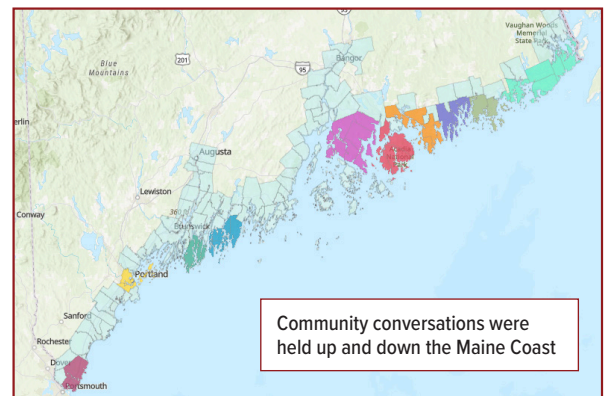 93
Vaughan Woods
Memorial
State Park
Blue
Mountains
201
95
Bangor
erlin
Augusta
Lewiston
Conway
Brunswick
Portland
Sanford
Rochester
Dover
Portsmouth
Community conversations were
held up and down the Maine Coast